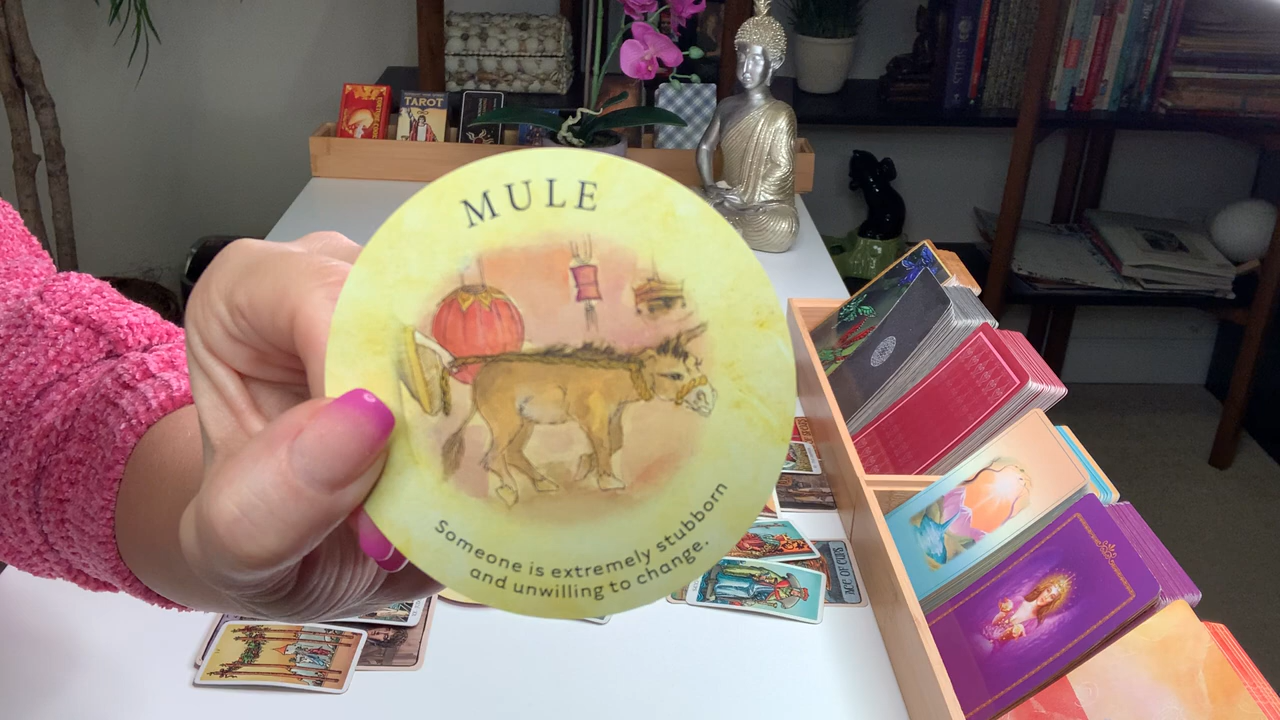 TAROT
MULE
Someone is extremely stubborn
and unwilling to change.
ACE OF CUPS